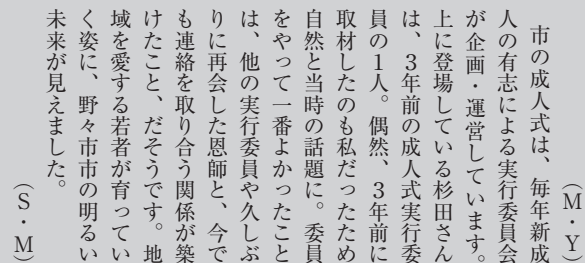 （M・Y）
　市の成人式は、毎年新成
人の有志による実行委員会
が企画・運営しています。
上に登場している杉田さん
は、３年前の成人式実行委
員の１人。偶然、３年前に
取材したのも私だったため
自然と当時の話題に。委員
をやって一番よかったこと
は、他の実行委員や久しぶ
りに再会した恩師と、今で
も連絡を取り合う関係が築
けたこと、だそうです。地
域を愛する若者が育ってい
く姿に、野々市市の明るい
未来が見えました。
（S・M）